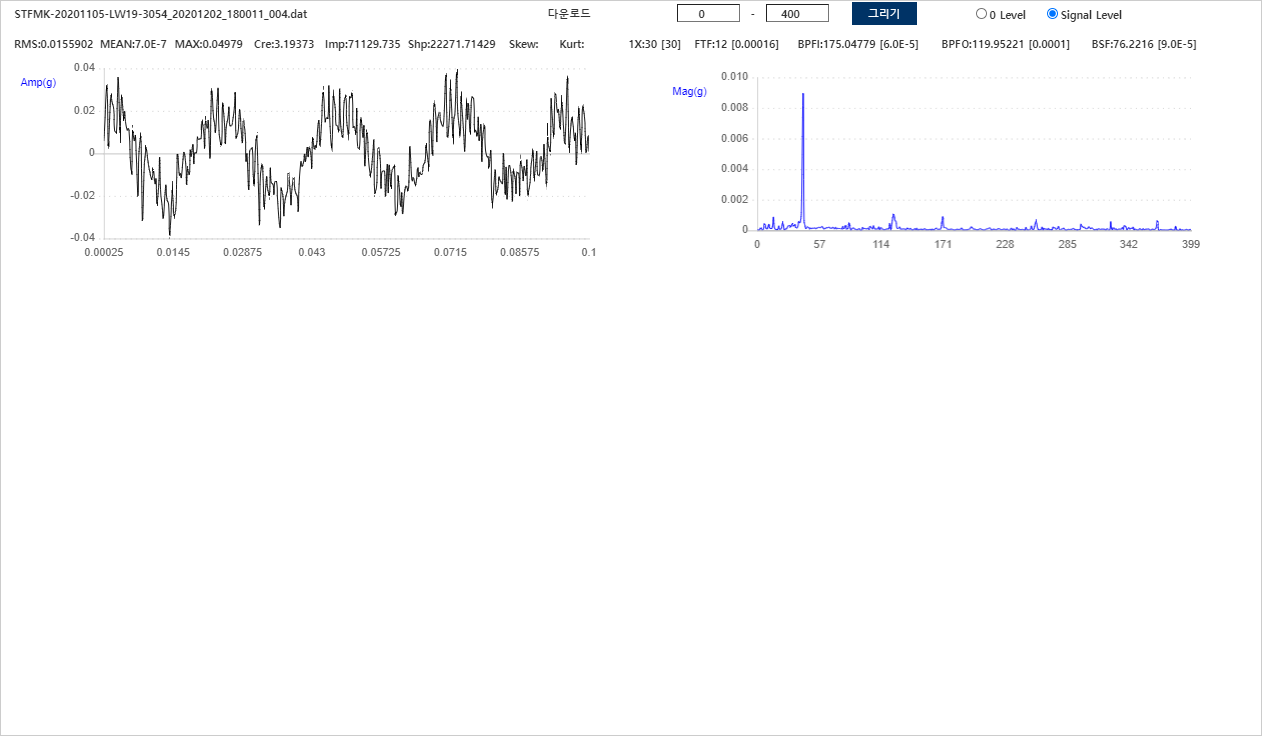 STFMK-20201105-LW19-3054_20201202_180011_004.dat 다운로드 0 - 400 그리기 0 Level Signal Level
RMS:0.0155902 MEAN:7.0E-7 MAX:0.04979 Cre:3.19373 Imp:71129.735 Shp:22271.71429 Skew: Kurt: 1X:30 [30] FTF:12 [0.00016] BPFI:175.04779 [6.0E-5] BPFO:119.95221 [0.0001] BSF:76.2216 [9.0E-5]
Amp(g)
0.04
0.02
0
-0.02
-0.04
0.00025 0.0145 0.02875 0.043 0.05725 0.0715 0.08575 0.1
Mag(g)
0.010
0.008
0.006
0.004
0.002
0
0 57 114 171 228 285 342 399